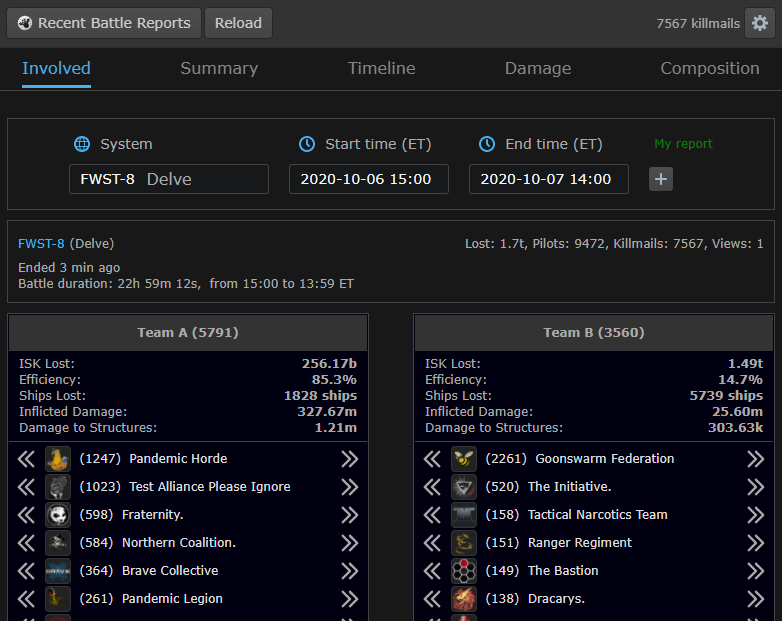 Recent Battle Reports Reload 7567 killmails
Involved Summary Timeline Damage Composition
System Start time (ET) End time (ET) My report
FWST-8 Delve 2020-10-06 15:00 2020-10-07 14:00 +
FWST-8 (Delve) Lost: 1.7t, Pilots: 9472, Killmails: 7567, Views: 1
Ended 3 min ago
Battle duration: 22h 59m 12s, from 15:00 to 13:59 ET
Team A (5791)
ISK Lost: 256.17b
Efficiency: 85.3%
Ships Lost: 1828 ships
Inflicted Damage: 327.67m
Damage to Structures: 1.21m
(1247) Pandemic Horde
(1023) Test Alliance Please Ignore
(598) Fraternity.
(584) Northern Coalition.
(364) Brave Collective
(261) Pandemic Legion
Team B (3560)
ISK Lost: 1.49t
Efficiency: 14.7%
Ships Lost: 5739 ships
Inflicted Damage: 25.60m
Damage to Structures: 303.63k
(2261) Goonswarm Federation
(520) The Initiative.
(158) Tactical Narcotics Team
(151) Ranger Regiment
(149) The Bastion
(138) Dracarys.